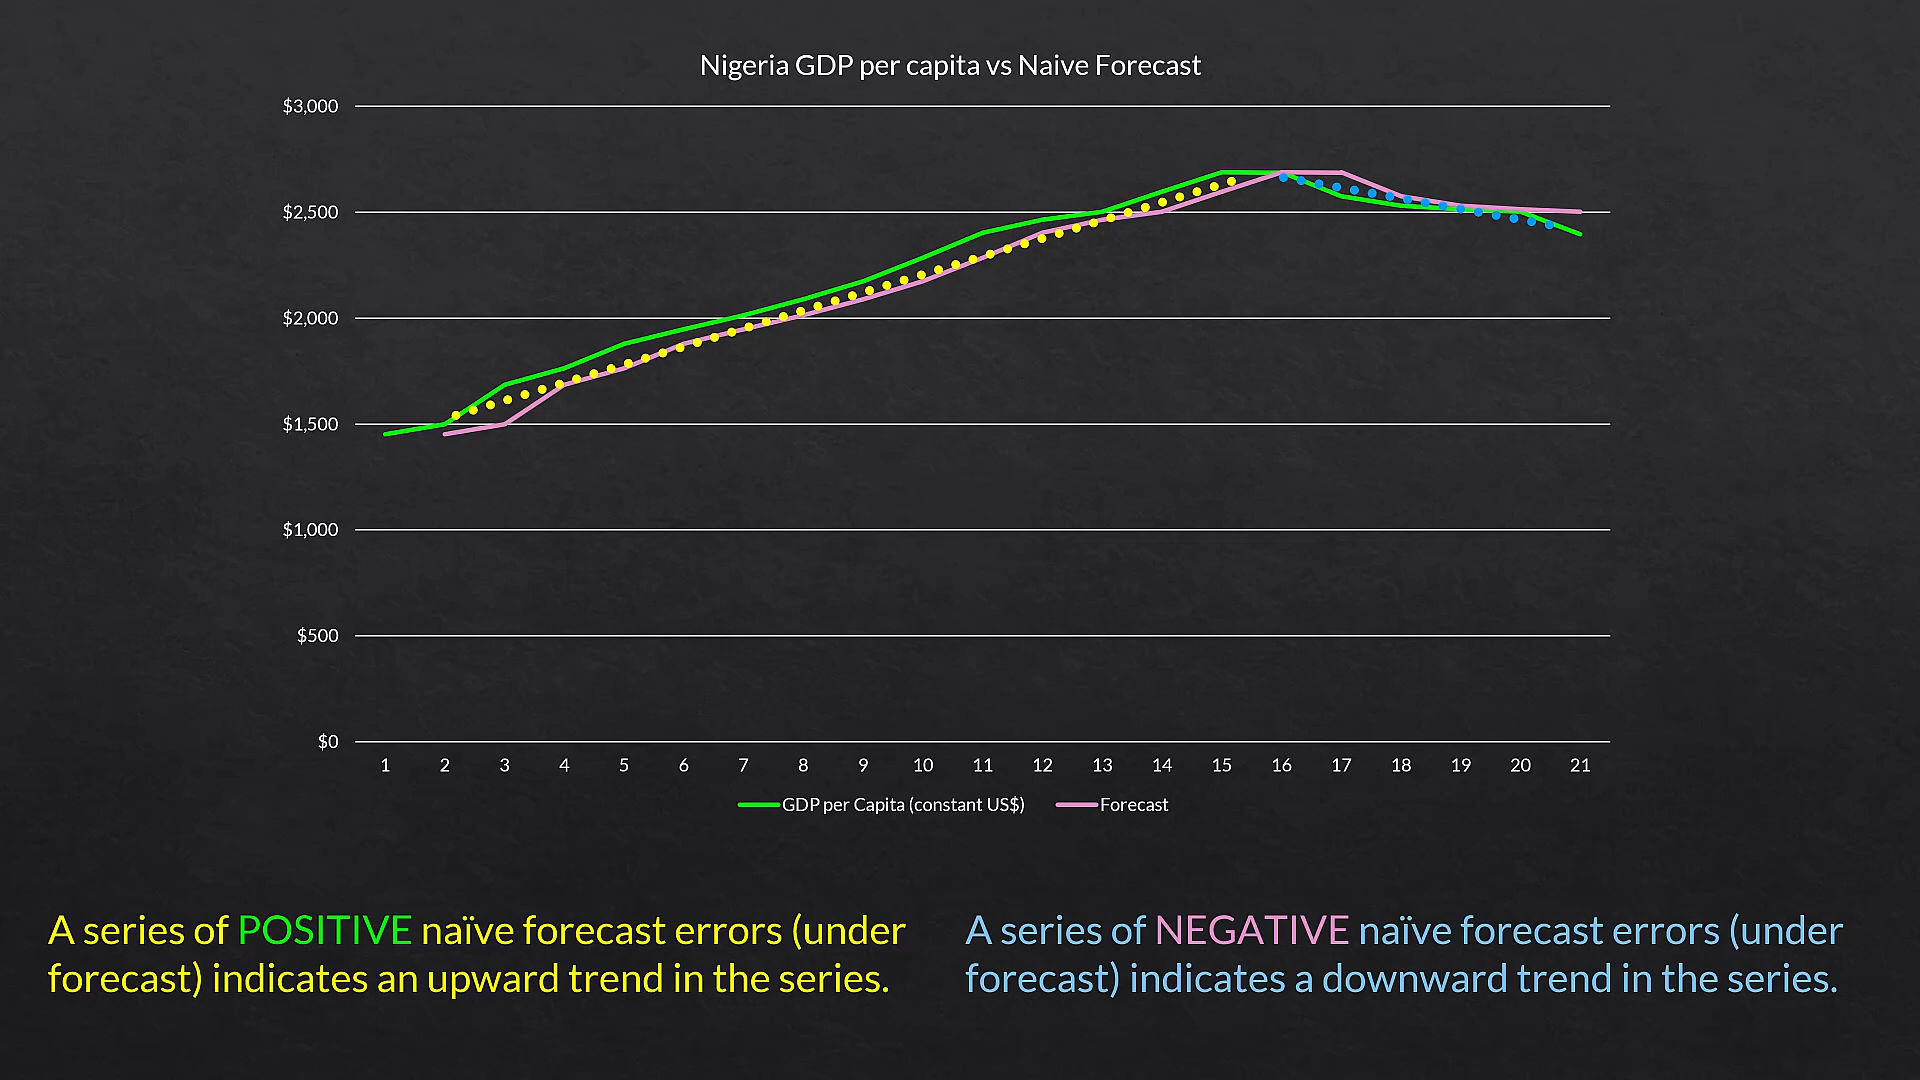 Nigeria GDP per capita vs Naive Forecast
$3,000
$2,500
$2,000
$1,500
$1,000
$500
$0
1 2 3 4 5 6 7 8 9 10 11 12 13 14 15 16 17 18 19 20 21
GDP per Capita (constant US$) Forecast
A series of POSITIVE naïve forecast errors (under
forecast) indicates an upward trend in the series.
A series of NEGATIVE naïve forecast errors (under
forecast) indicates a downward trend in the series.